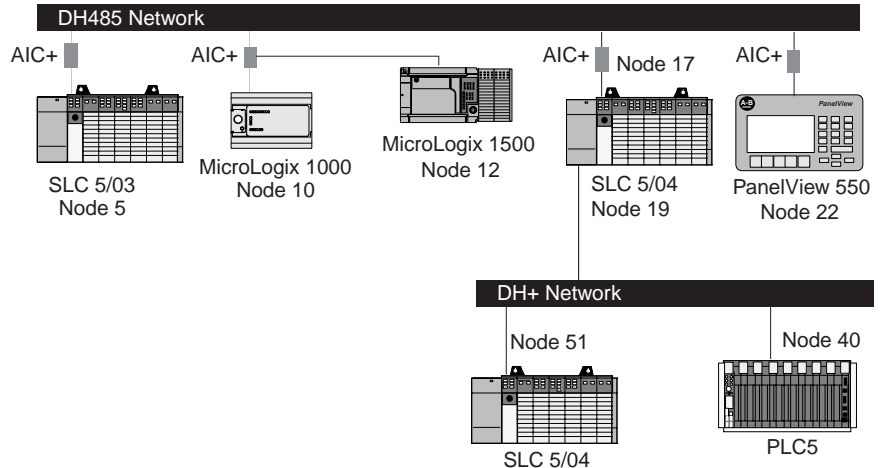 DH485 Network
AIC+
AIC+
AIC+
Node 17
AIC+
PanelView
SLC 5/03
Node 5
MicroLogix 1000
Node 10
MicroLogix 1500
Node 12
SLC 5/04
Node 19
PanelView 550
Node 22
DH+ Network
Node 51
Node 40
SLC 5/04
PLC5